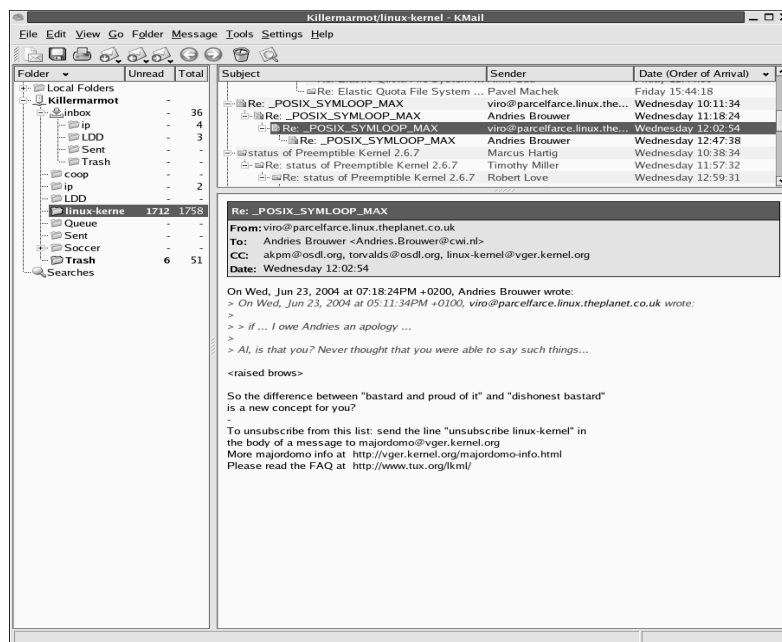 Killermarmot/linux-kernel - KMail
File Edit View Go Folder Message Tools Settings Help
Folder Unread Total
Local Folders
Killermarmot -
inbox - 36
ip - 4
LDD - 3
Sent - -
Trash - -
coop - -
ip - 2
LDD - -
linux-kerne 1712 1758
Queue - -
Sent - -
Soccer - -
Trash 6 51
Searches
Subject Sender Date (Order of Arrival)
Re: Elastic Quota File System ... Pavel Machek Friday 15:44:18
Re: _POSIX_SYMLOOP_MAX viro@parcelfarce.linux.the... Wednesday 10:11:34
Re: _POSIX_SYMLOOP_MAX Andries Brouwer Wednesday 11:18:24
Re: _POSIX_SYMLOOP_MAX viro@parcelfarce.linux.the... Wednesday 12:02:54
Re: _POSIX_SYMLOOP_MAX Andries Brouwer Wednesday 12:47:38
status of Preemptible Kernel 2.6.7 Marcus Hartig Wednesday 10:38:34
Re: status of Preemptible Kernel 2.6.7 Timothy Miller Wednesday 11:57:32
Re: status of Preemptible Kernel 2.6.7 Robert Love Wednesday 12:59:31
Re: _POSIX_SYMLOOP_MAX
From: viro@parcelfarce.linux.theplanet.co.uk
To: Andries Brouwer <Andries.Brouwer@cwi.nl>
CC: akpm@osdl.org, torvalds@osdl.org, linux-kernel@vger.kernel.org
Date: Wednesday 12:02:54
On Wed, Jun 23, 2004 at 07:18:24PM +0200, Andries Brouwer wrote:
> On Wed, Jun 23, 2004 at 05:11:34PM +0100, viro@parcelfarce.linux.theplanet.co.uk wrote:
>
> > if ... I owe Andries an apology ...
>
> Al, is that you? Never thought that you were able to say such things...
<raised brows>
So the difference between "bastard and proud of it" and "dishonest bastard"
is a new concept for you?
-
To unsubscribe from this list: send the line "unsubscribe linux-kernel" in
the body of a message to majordomo@vger.kernel.org
More majordomo info at http://vger.kernel.org/majordomo-info.html
Please read the FAQ at http://www.tux.org/lkml/